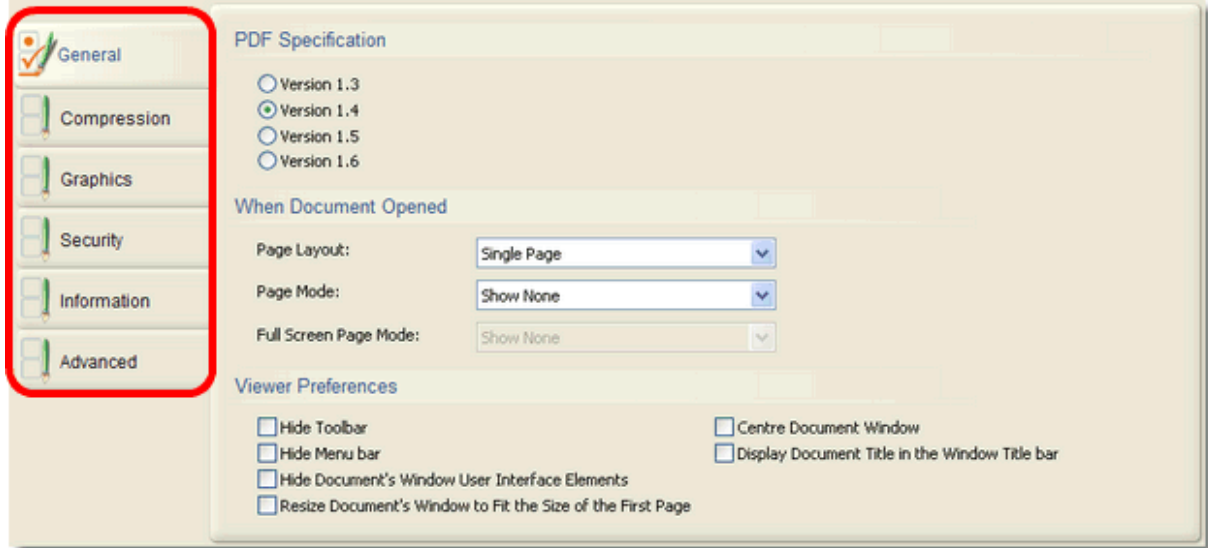 General
Compression
Graphics
Security
Information
Advanced
PDF Specification
Version 1.3
Version 1.4
Version 1.5
Version 1.6
When Document Opened
Page Layout: Single Page
Page Mode: Show None
Full Screen Page Mode: Show None
Viewer Preferences
Hide Toolbar
Hide Menu bar
Hide Document's Window User Interface Elements
Resize Document's Window to Fit the Size of the First Page
Centre Document Window
Display Document Title in the Window Title bar